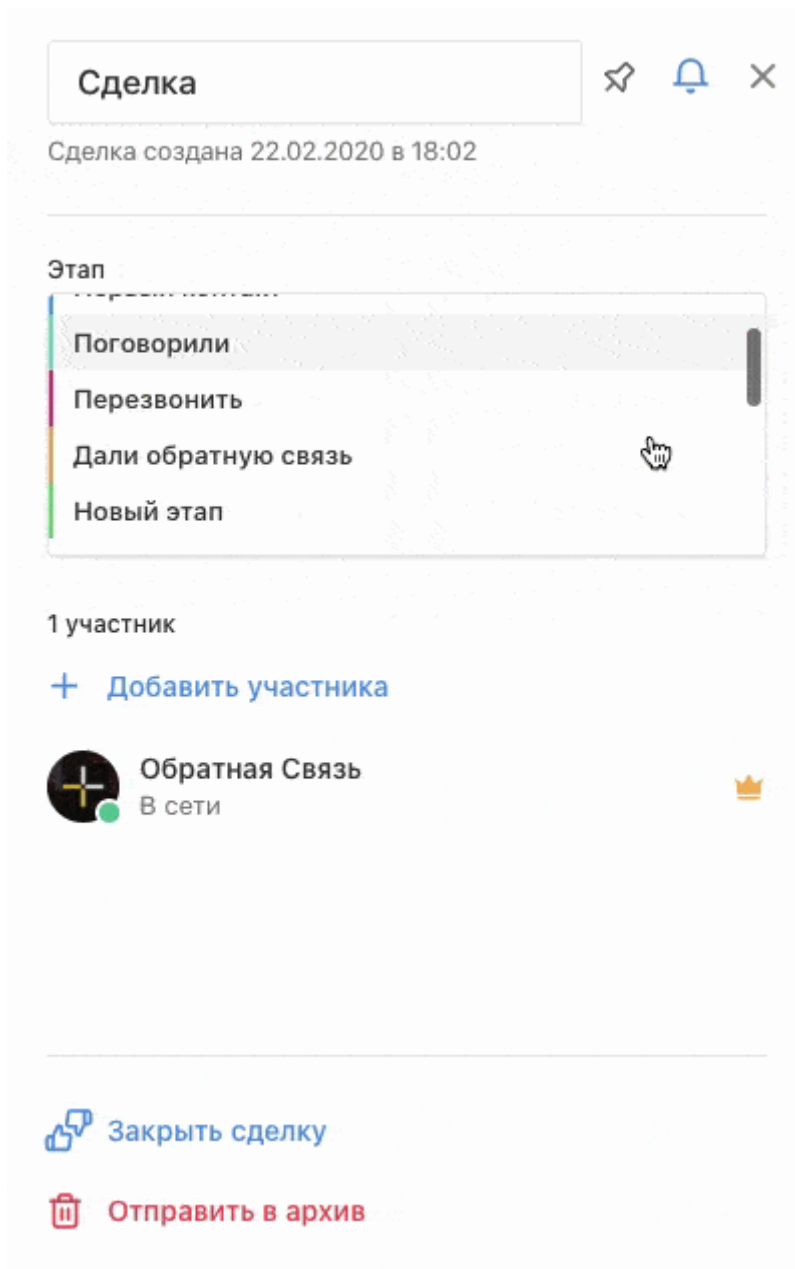 Сделка
Сделка создана 22.02.2020 в 18:02
Этап
Поговорили
Перезвонить
Дали обратную связь
Новый этап
1 участник
Добавить участника
Обратная Связь
В сети
Закрыть сделку
Отправить в архив